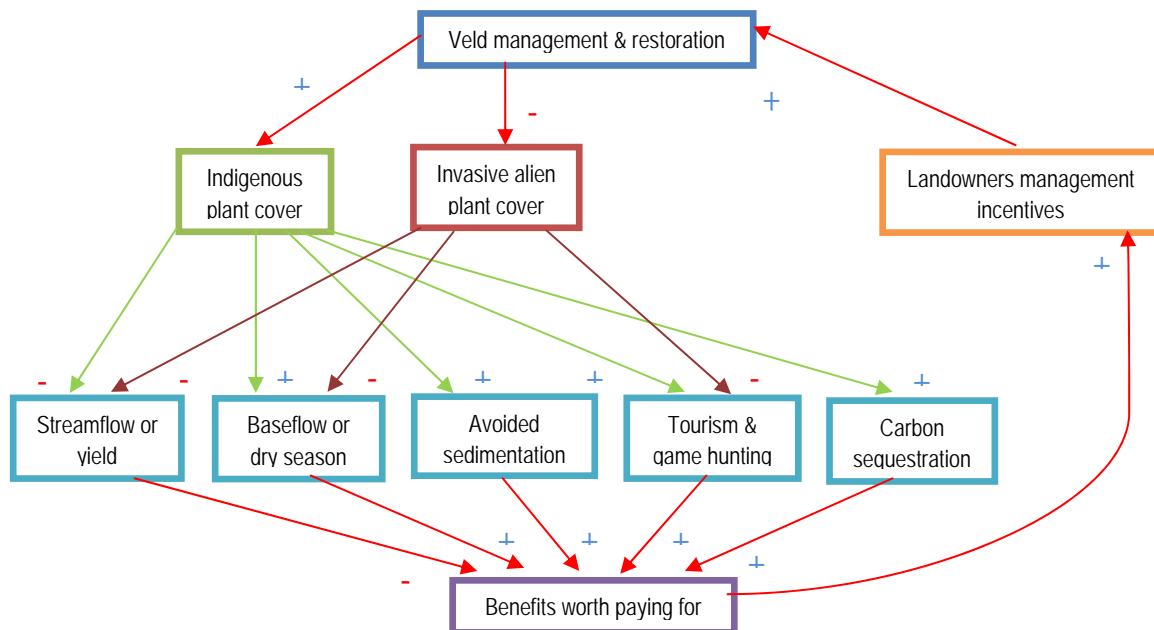 Veld management & restoration
+
-
+
Indigenous
plant cover
Invasive alien
plant cover
Landowners management
incentives
+
-
-
+
-
+
+
-
+
Streamflow or
yield
Baseflow or
dry season
Avoided
sedimentation
Tourism &
game hunting
Carbon
sequestration
-
+
+
+
+
Benefits worth paying for